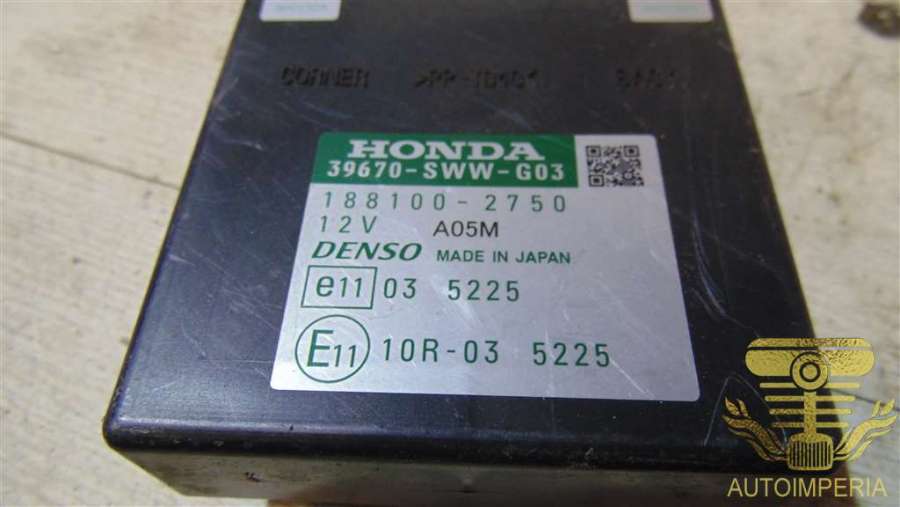 CORNER
HONDA
39670-SWW-G03
188100-2750
12V A05M
DENSO MADE IN JAPAN
e11 03 5225
E11 10R-03 5225
AUTOIMPERIA